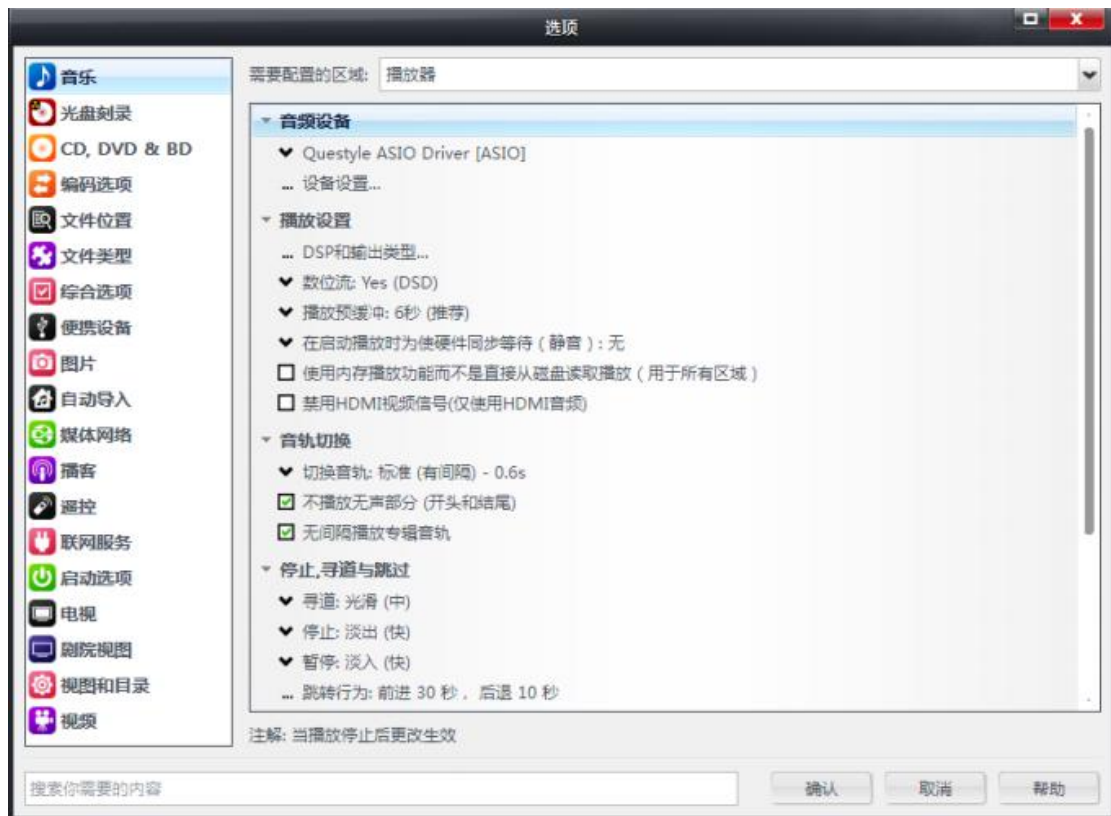 选项
音乐
光盘刻录
CD, DVD & BD
编码选项
文件位置
文件类型
综合选项
便携设备
图片
自动导入
媒体网络
播客
遥控
联网服务
启动选项
电视
剧院视图
视图和目录
视频
需要配置的区域: 播放器
音频设备
Questyle ASIO Driver [ASIO]
... 设备设置...
播放设置
... DSP和输出类型...
数位流: Yes (DSD)
播放预缓冲: 6秒 (推荐)
在启动播放时为使硬件同步等待（静音）: 无
使用内存播放功能而不是直接从磁盘读取播放（用于所有区域）
禁用HDMI视频信号(仅使用HDMI音频)
音轨切换
切换音轨: 标准 (有间隔) - 0.6s
不播放无声部分 (开头和结尾)
无间隔播放专辑音轨
停止,寻道与跳过
寻道: 光滑 (中)
停止: 淡出 (快)
暂停: 淡入 (快)
... 跳转行为: 前进 30 秒， 后退 10 秒
注解: 当播放停止后更改生效
搜索你需要的内容
确认 取消 帮助